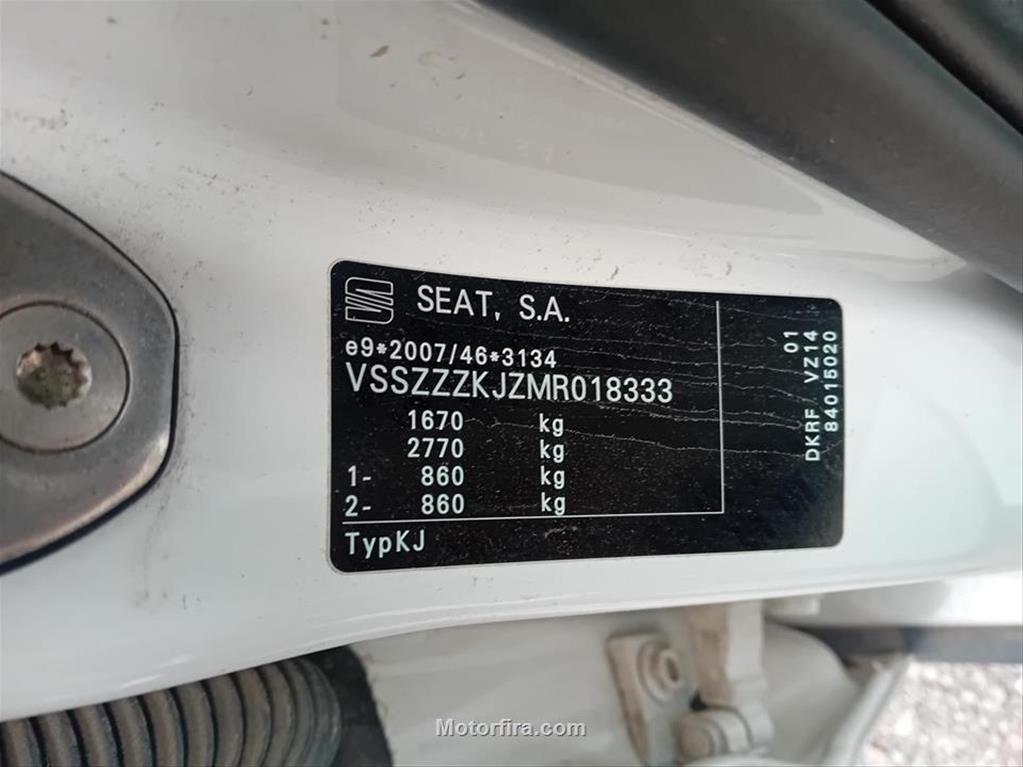 SEAT, S.A.
e9*2007/46*3134
VSSZZZKJZMR018333
1670 kg
2770 kg
1- 860 kg
2- 860 kg
TypKJ
01
DKRF VZ14
84015020
Motorfira.com